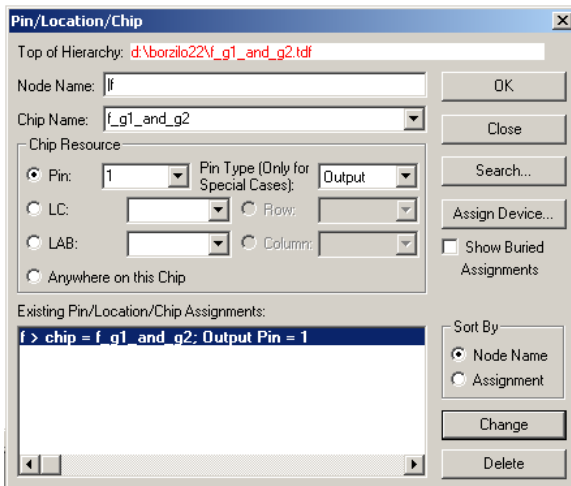 Pin/Location/Chip
Top of Hierarchy: d:\borzilo22\f_g1_and_g2.tdf
Node Name: |f
OK
Chip Name: f_g1_and_g2
Close
Chip Resource
Pin: 1
Pin Type (Only for Special Cases): Output
Search...
LC:
Row:
Assign Device...
LAB:
Column:
Show Buried Assignments
Anywhere on this Chip
Existing Pin/Location/Chip Assignments:
f > chip = f_g1_and_g2; Output Pin = 1
Sort By
Node Name
Assignment
Change
Delete